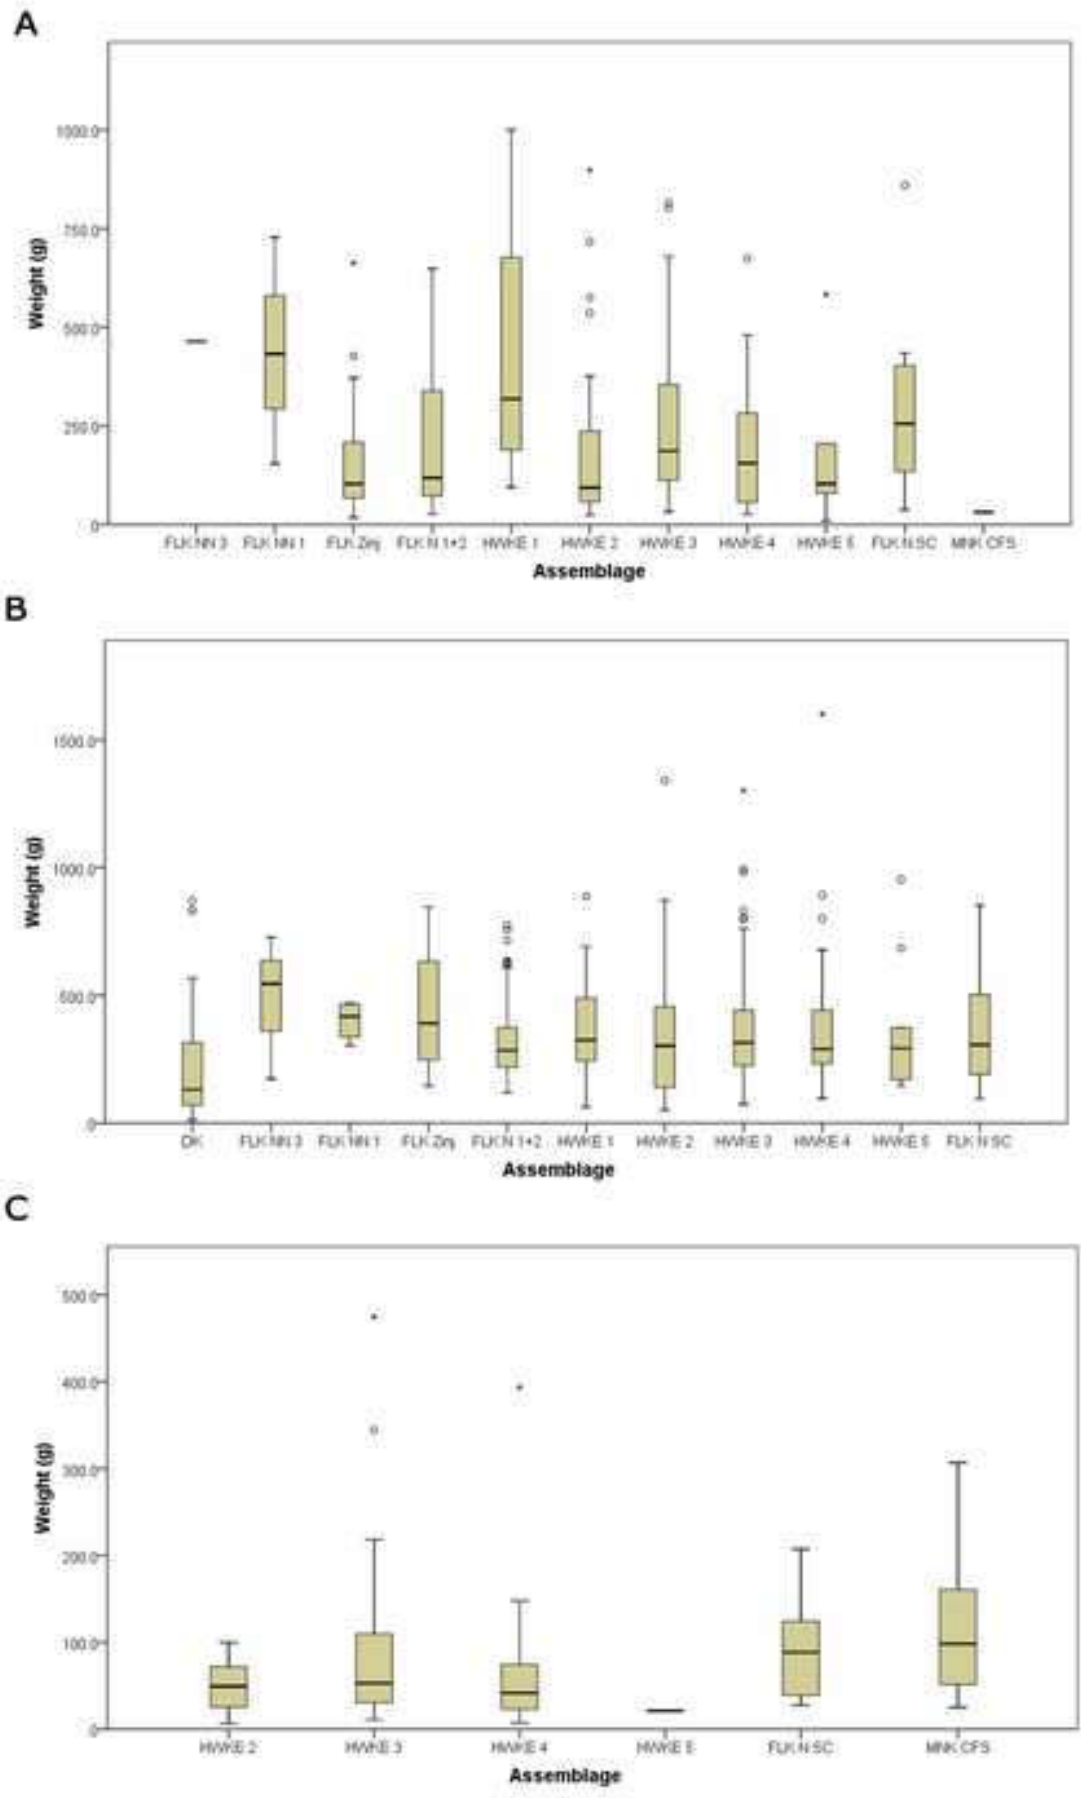 A
Weight (g)
1000.0
750.0
500.0
250.0
0
FLK NN 3 FLK NN 1 FLK Zinj FLK N 1+2 HWKE 1 HWKE 2 HWKE 3 HWKE 4 HWKE 5 FLK N SC MNK CFS
Assemblage
B
Weight (g)
1500.0
1000.0
500.0
0
DK FLK NN 3 FLK NN 1 FLK Zinj FLK N 1+2 HWKE 1 HWKE 2 HWKE 3 HWKE 4 HWKE 5 FLK N SC
Assemblage
C
Weight (g)
500.0
400.0
300.0
200.0
100.0
0
HWKE 2 HWKE 3 HWKE 4 HWKE 5 FLK N SC MNK CFS
Assemblage